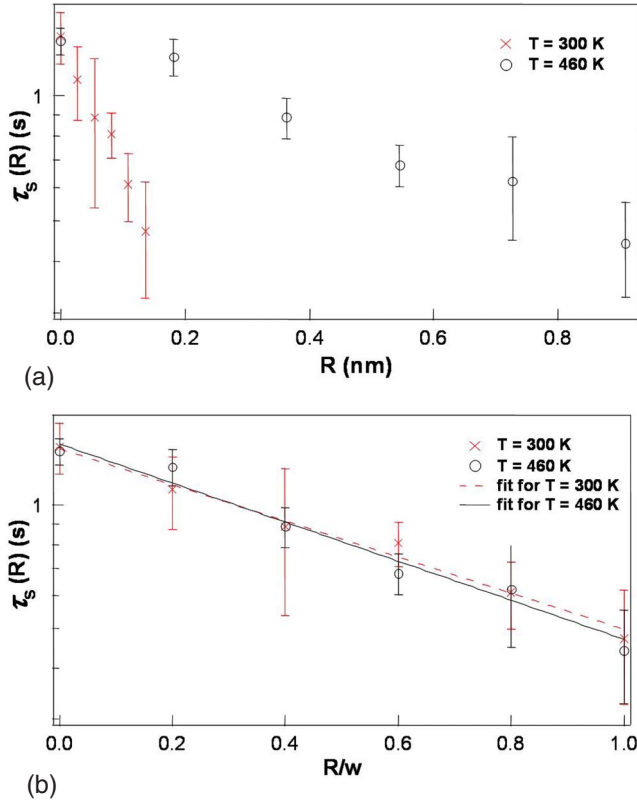 T = 300 K
T = 460 K
1
τs (R) (s)
0.0 0.2 0.4 0.6 0.8
R (nm)
(a)
T = 300 K
T = 460 K
fit for T = 300 K
fit for T = 460 K
1
τs (R) (s)
0.0 0.2 0.4 0.6 0.8 1.0
R/w
(b)